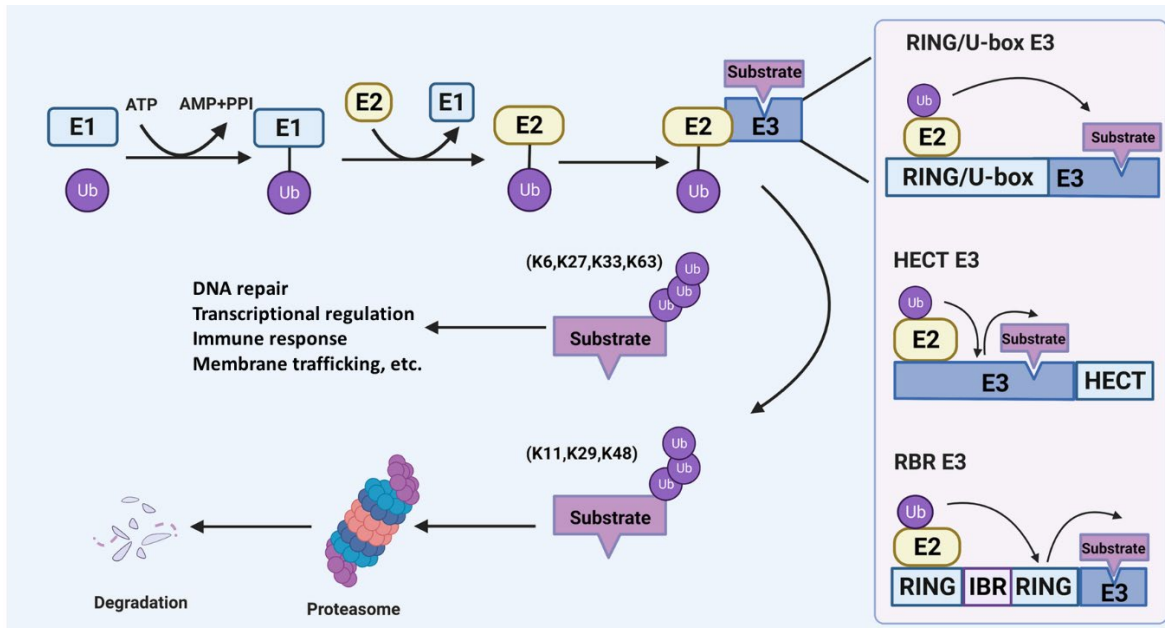 E1
Ub
ATP
AMP+PPI
E1
Ub
E2
E1
E2
Ub
Substrate
E2
E3
Ub
(K6,K27,K33,K63)
Ub
Ub
Ub
Substrate
DNA repair
Transcriptional regulation
Immune response
Membrane trafficking, etc.
(K11,K29,K48)
Ub
Ub
Ub
Substrate
Proteasome
Degradation
RING/U-box E3
Ub
E2
Substrate
RING/U-box
E3
HECT E3
Ub
E2
Substrate
E3
HECT
RBR E3
Ub
E2
Substrate
RING
IBR
RING
E3